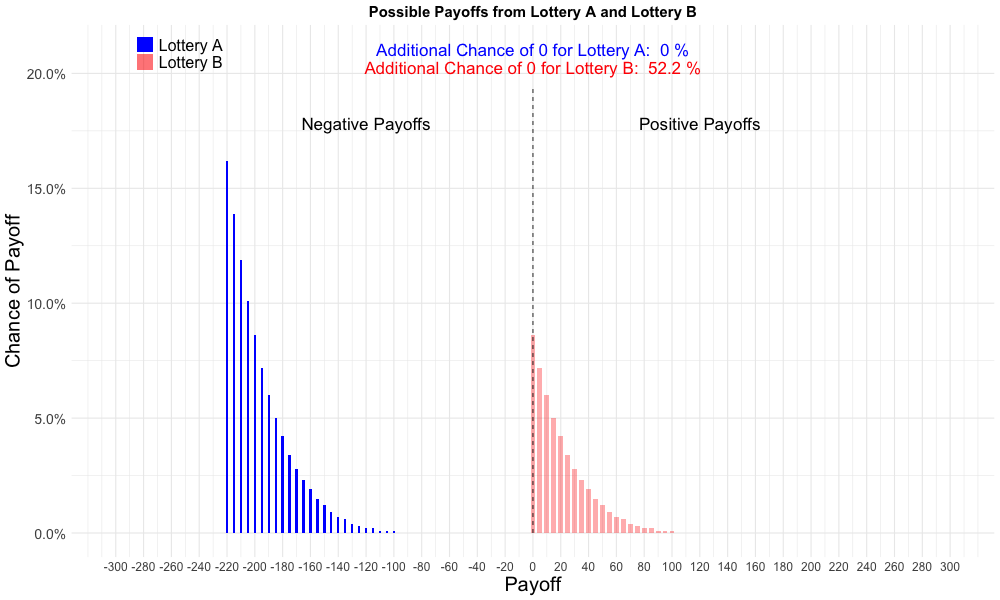 Possible Payoffs from Lottery A and Lottery B
Lottery A
Lottery B
Additional Chance of 0 for Lottery A:  0 %
Additional Chance of 0 for Lottery B:  52.2 %
Negative Payoffs
Positive Payoffs
Chance of Payoff
20.0%
15.0%
10.0%
5.0%
0.0%
-300 -280 -260 -240 -220 -200 -180 -160 -140 -120 -100 -80 -60 -40 -20 0 20 40 60 80 100 120 140 160 180 200 220 240 260 280 300
Payoff